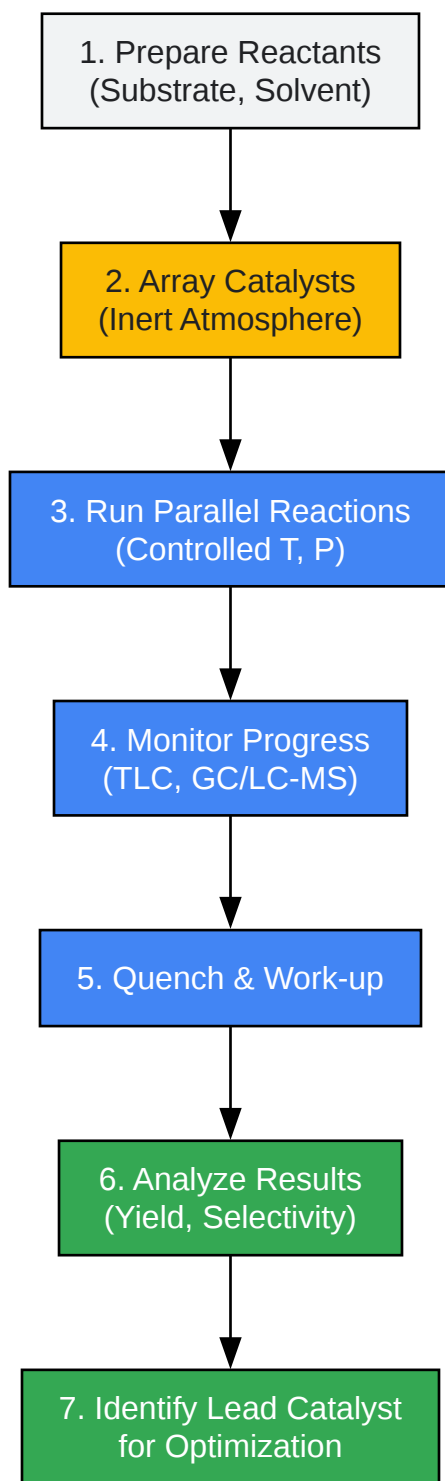 1. Prepare Reactants
(Substrate, Solvent)
2. Array Catalysts
(Inert Atmosphere)
3. Run Parallel Reactions
(Controlled T, P)
4. Monitor Progress
(TLC, GC/LC-MS)
5. Quench & Work-up
6. Analyze Results
(Yield, Selectivity)
7. Identify Lead Catalyst
for Optimization